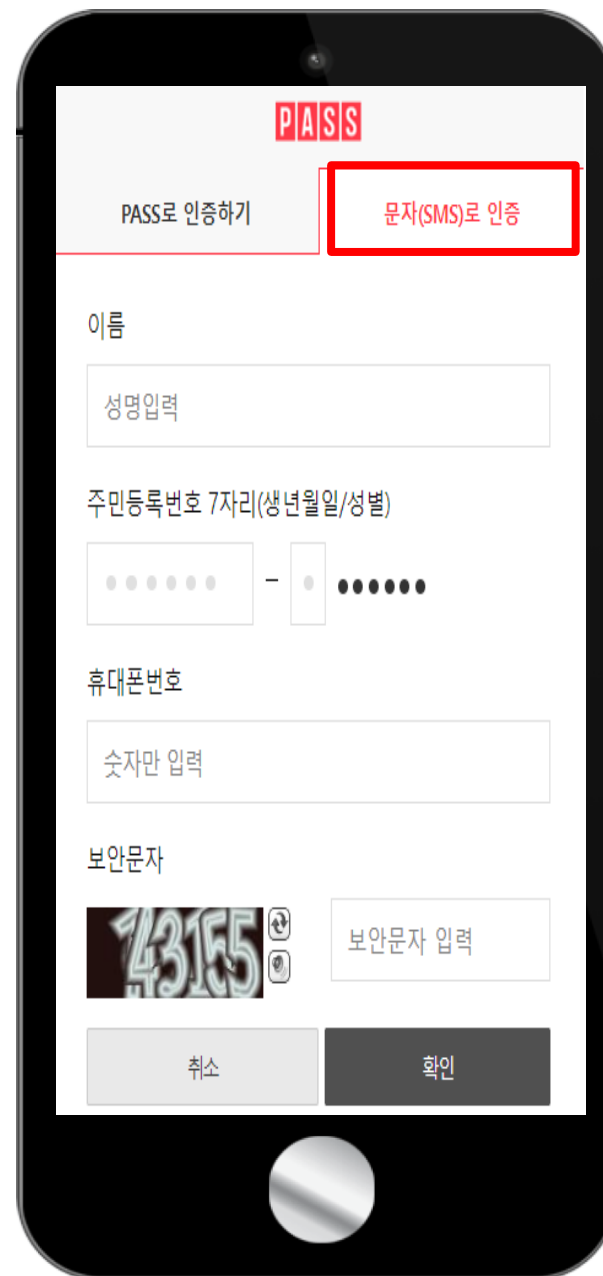 PASS
PASS로 인증하기
문자(SMS)로 인증
이름
성명입력
주민등록번호 7자리(생년월일/성별)
●●●●●● – ● ●●●●●●
휴대폰번호
숫자만 입력
보안문자
보안문자 입력
취소
확인